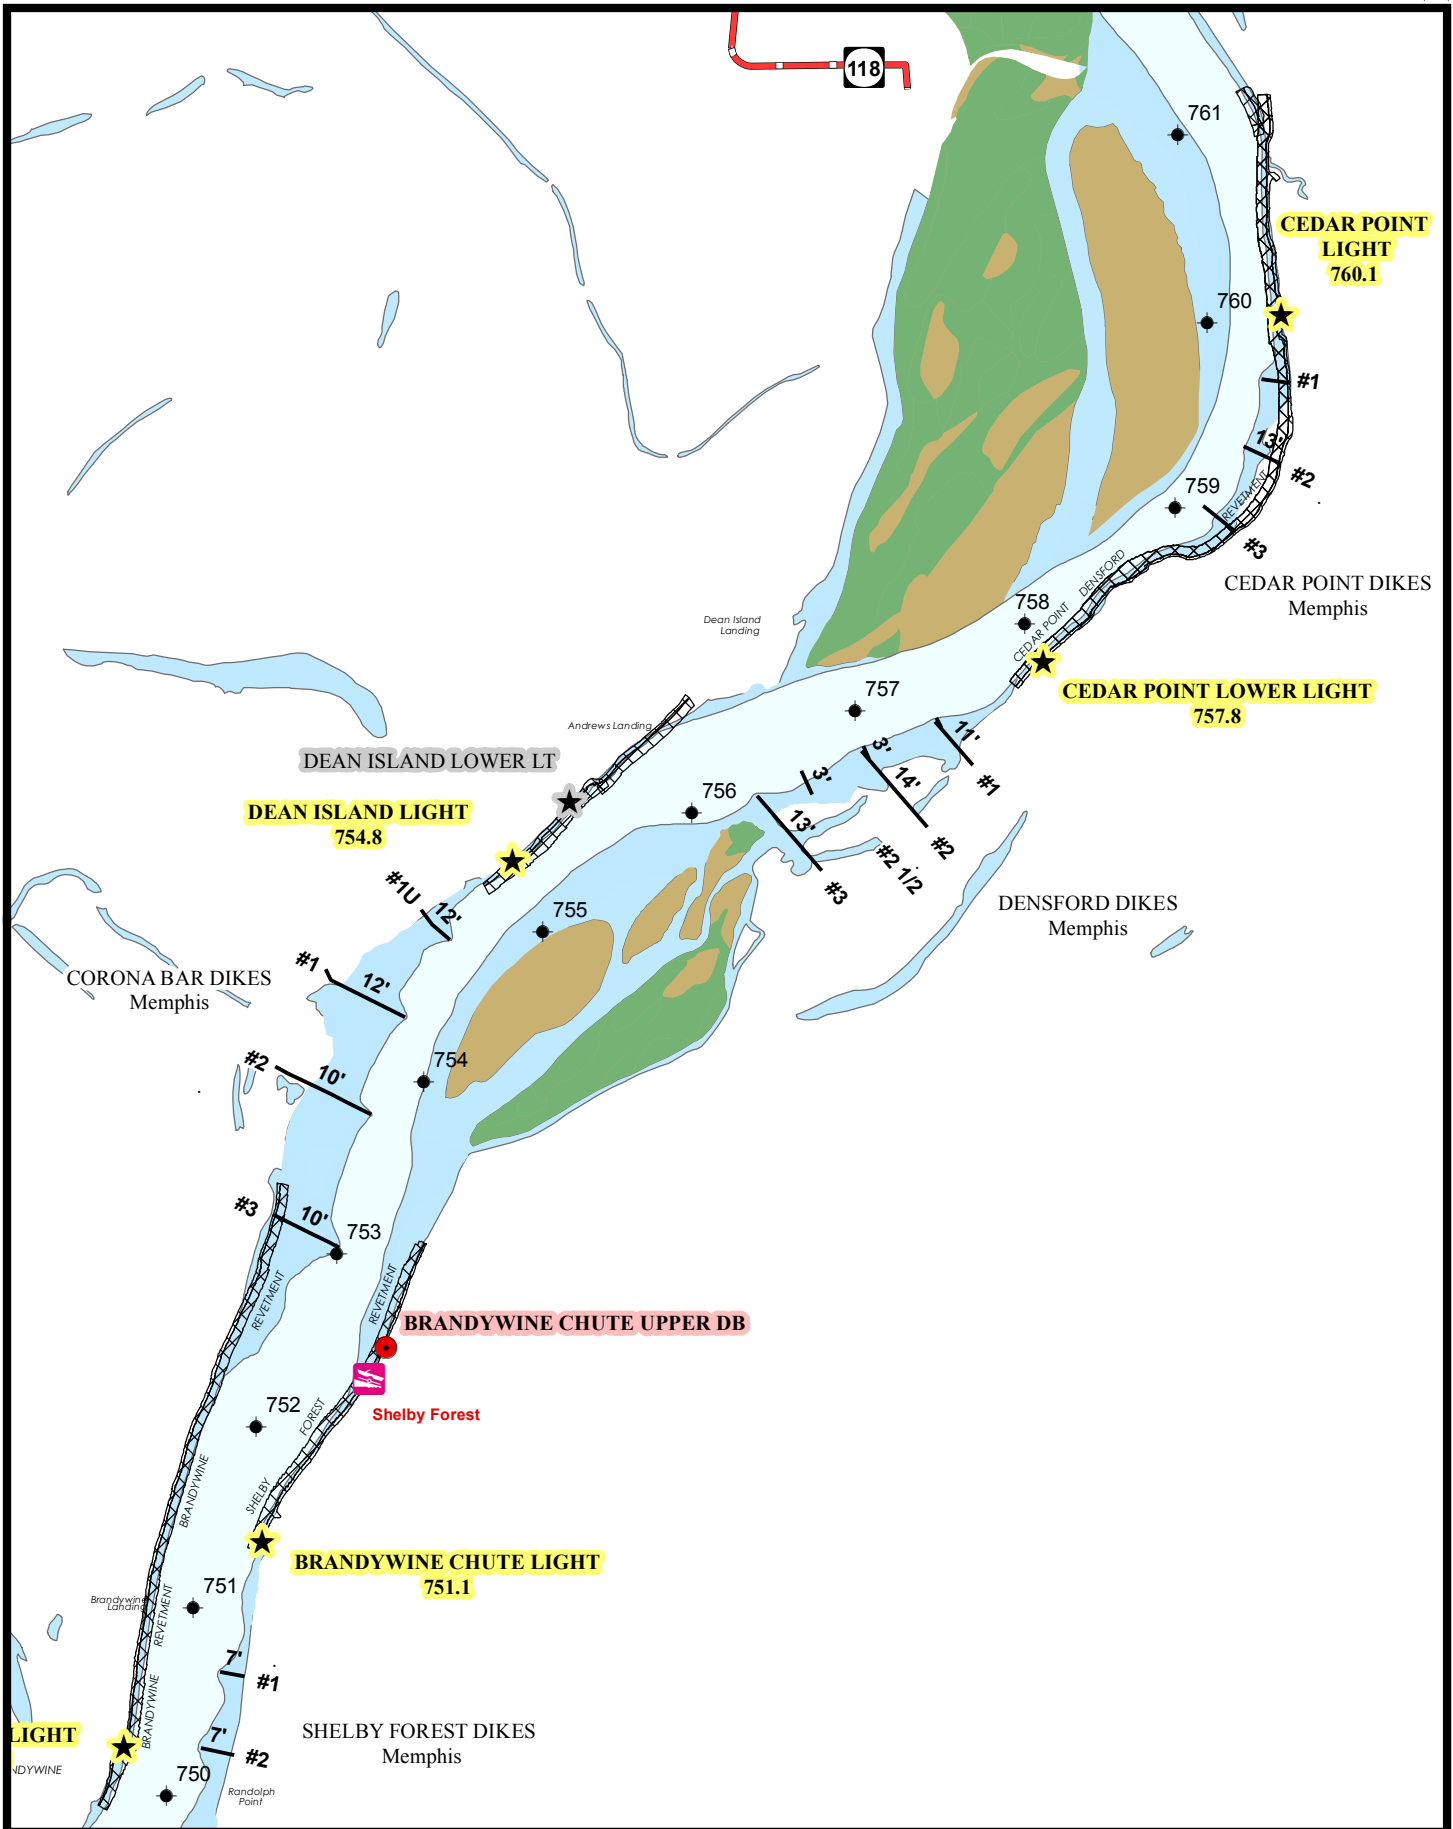 118
761
CEDAR POINT
LIGHT
760.1
760
#1
13'
#2
759
REVETMENT
#3
DENSFORD
CEDAR POINT DIKES
Memphis
758
CEDAR POINT
Dean Island
Landing
CEDAR POINT LOWER LIGHT
757.8
757
Andrews Landing
11'
3'
DEAN ISLAND LOWER LT
14'
#1
3'
756
DEAN ISLAND LIGHT
754.8
13'
#2
#2 1/2
#3
#1U
12'
755
DENSFORD DIKES
Memphis
#1
CORONA BAR DIKES
Memphis
12'
#2
754
10'
#3
10'
753
REVETMENT
REVETMENT
BRANDYWINE CHUTE UPPER DB
752
FOREST
Shelby Forest
BRANDYWINE
SHELBY
BRANDYWINE CHUTE LIGHT
751.1
751
Brandywine
Landing
REVETMENT
7'
#1
BRANDYWINE
LIGHT
7'
#2
SHELBY FOREST DIKES
Memphis
NDYWINE
750
Randolph
Point